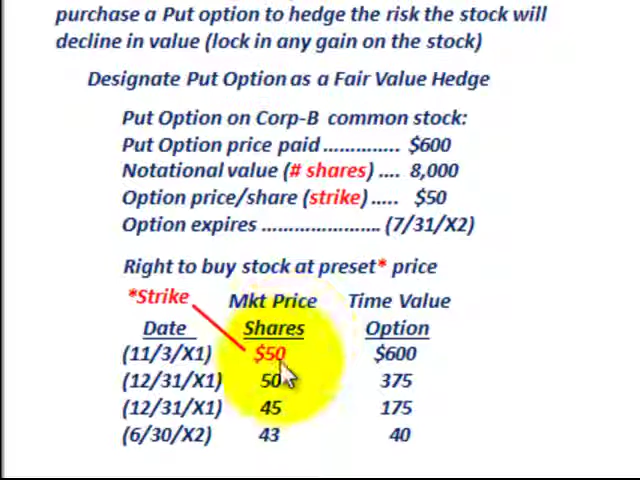 purchase a Put option to hedge the risk the stock will
decline in value (lock in any gain on the stock)
Designate Put Option as a Fair Value Hedge
Put Option on Corp-B common stock:
Put Option price paid .............. $600
Notational value (# shares) .... 8,000
Option price/share (strike) ..... $50
Option expires ...................... (7/31/X2)
Right to buy stock at preset* price
*Strike Mkt Price Time Value
Date Shares Option
(11/3/X1) $50 $600
(12/31/X1) 50 375
(12/31/X1) 45 175
(6/30/X2) 43 40